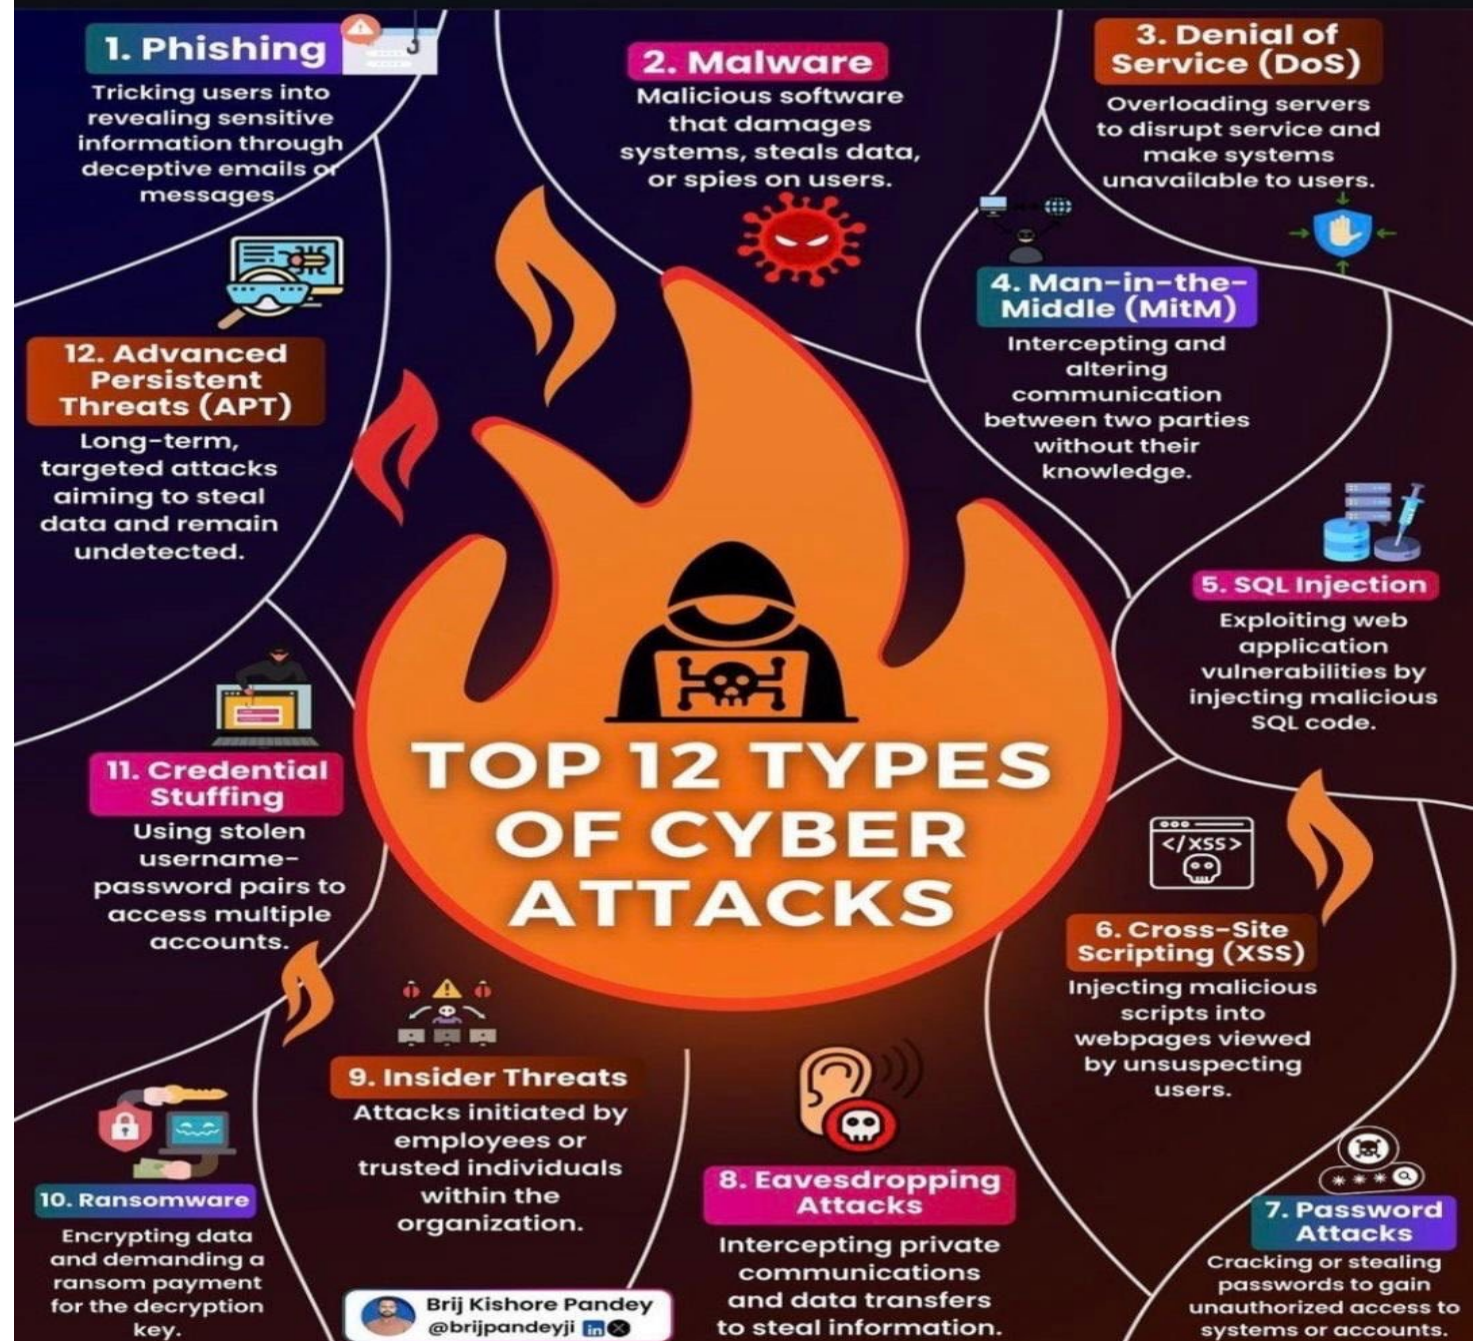 1. Phishing
Tricking users into
revealing sensitive
information through
deceptive emails or
messages
2. Malware
Malicious software
that damages
systems, steals data,
or spies on users.
3. Denial of
Service (DoS)
Overloading servers
to disrupt service and
make systems
unavailable to users.
4. Man-in-the-
Middle (MitM)
Intercepting and
altering
communication
between two parties
without their
knowledge.
5. SQL Injection
Exploiting web
application
vulnerabilities by
injecting malicious
SQL code.
</XSS>
6. Cross-Site
Scripting (XSS)
Injecting malicious
scripts into
webpages viewed
by unsuspecting
users.
***
7. Password
Attacks
Cracking or stealing
passwords to gain
unauthorized access to
systems or accounts.
8. Eavesdropping
Attacks
Intercepting private
communications
and data transfers
to steal information.
9. Insider Threats
Attacks initiated by
employees or
trusted individuals
within the
organization.
10. Ransomware
Encrypting data
and demanding a
ransom payment
for the decryption
key.
11. Credential
Stuffing
Using stolen
username-
password pairs to
access multiple
accounts.
12. Advanced
Persistent
Threats (APT)
Long-term,
targeted attacks
aiming to steal
data and remain
undetected.
TOP 12 TYPES
OF CYBER
ATTACKS
Brij Kishore Pandey
@brijpandeyji in X